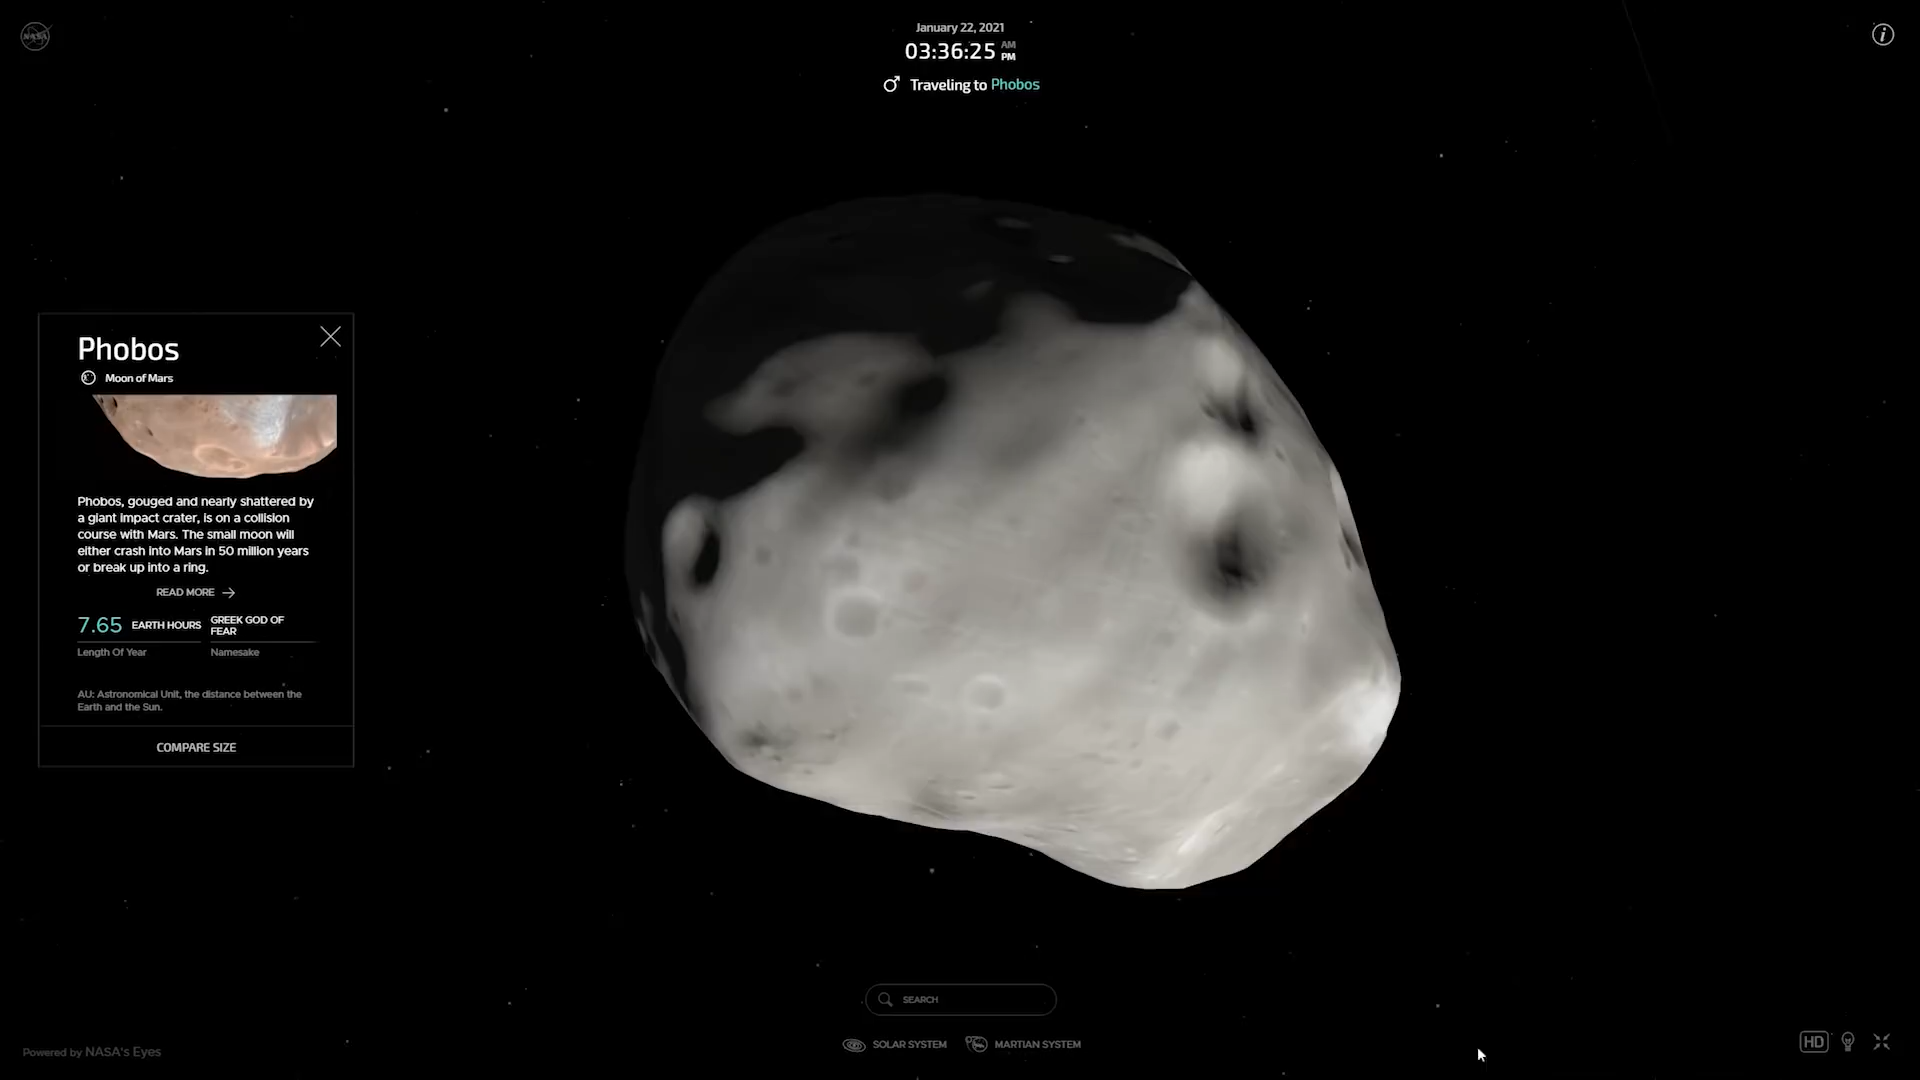 NASA
January 22, 2021
03:36:25 AM PM
Traveling to Phobos
Phobos
Moon of Mars
Phobos, gouged and nearly shattered by
a giant impact crater, is on a collision
course with Mars. The small moon will
either crash into Mars in 50 million years
or break up into a ring.
READ MORE
7.65 EARTH HOURS
Length Of Year
GREEK GOD OF
FEAR
Namesake
AU: Astronomical Unit, the distance between the
Earth and the Sun.
COMPARE SIZE
SEARCH
SOLAR SYSTEM
MARTIAN SYSTEM
Powered by NASA's Eyes
HD